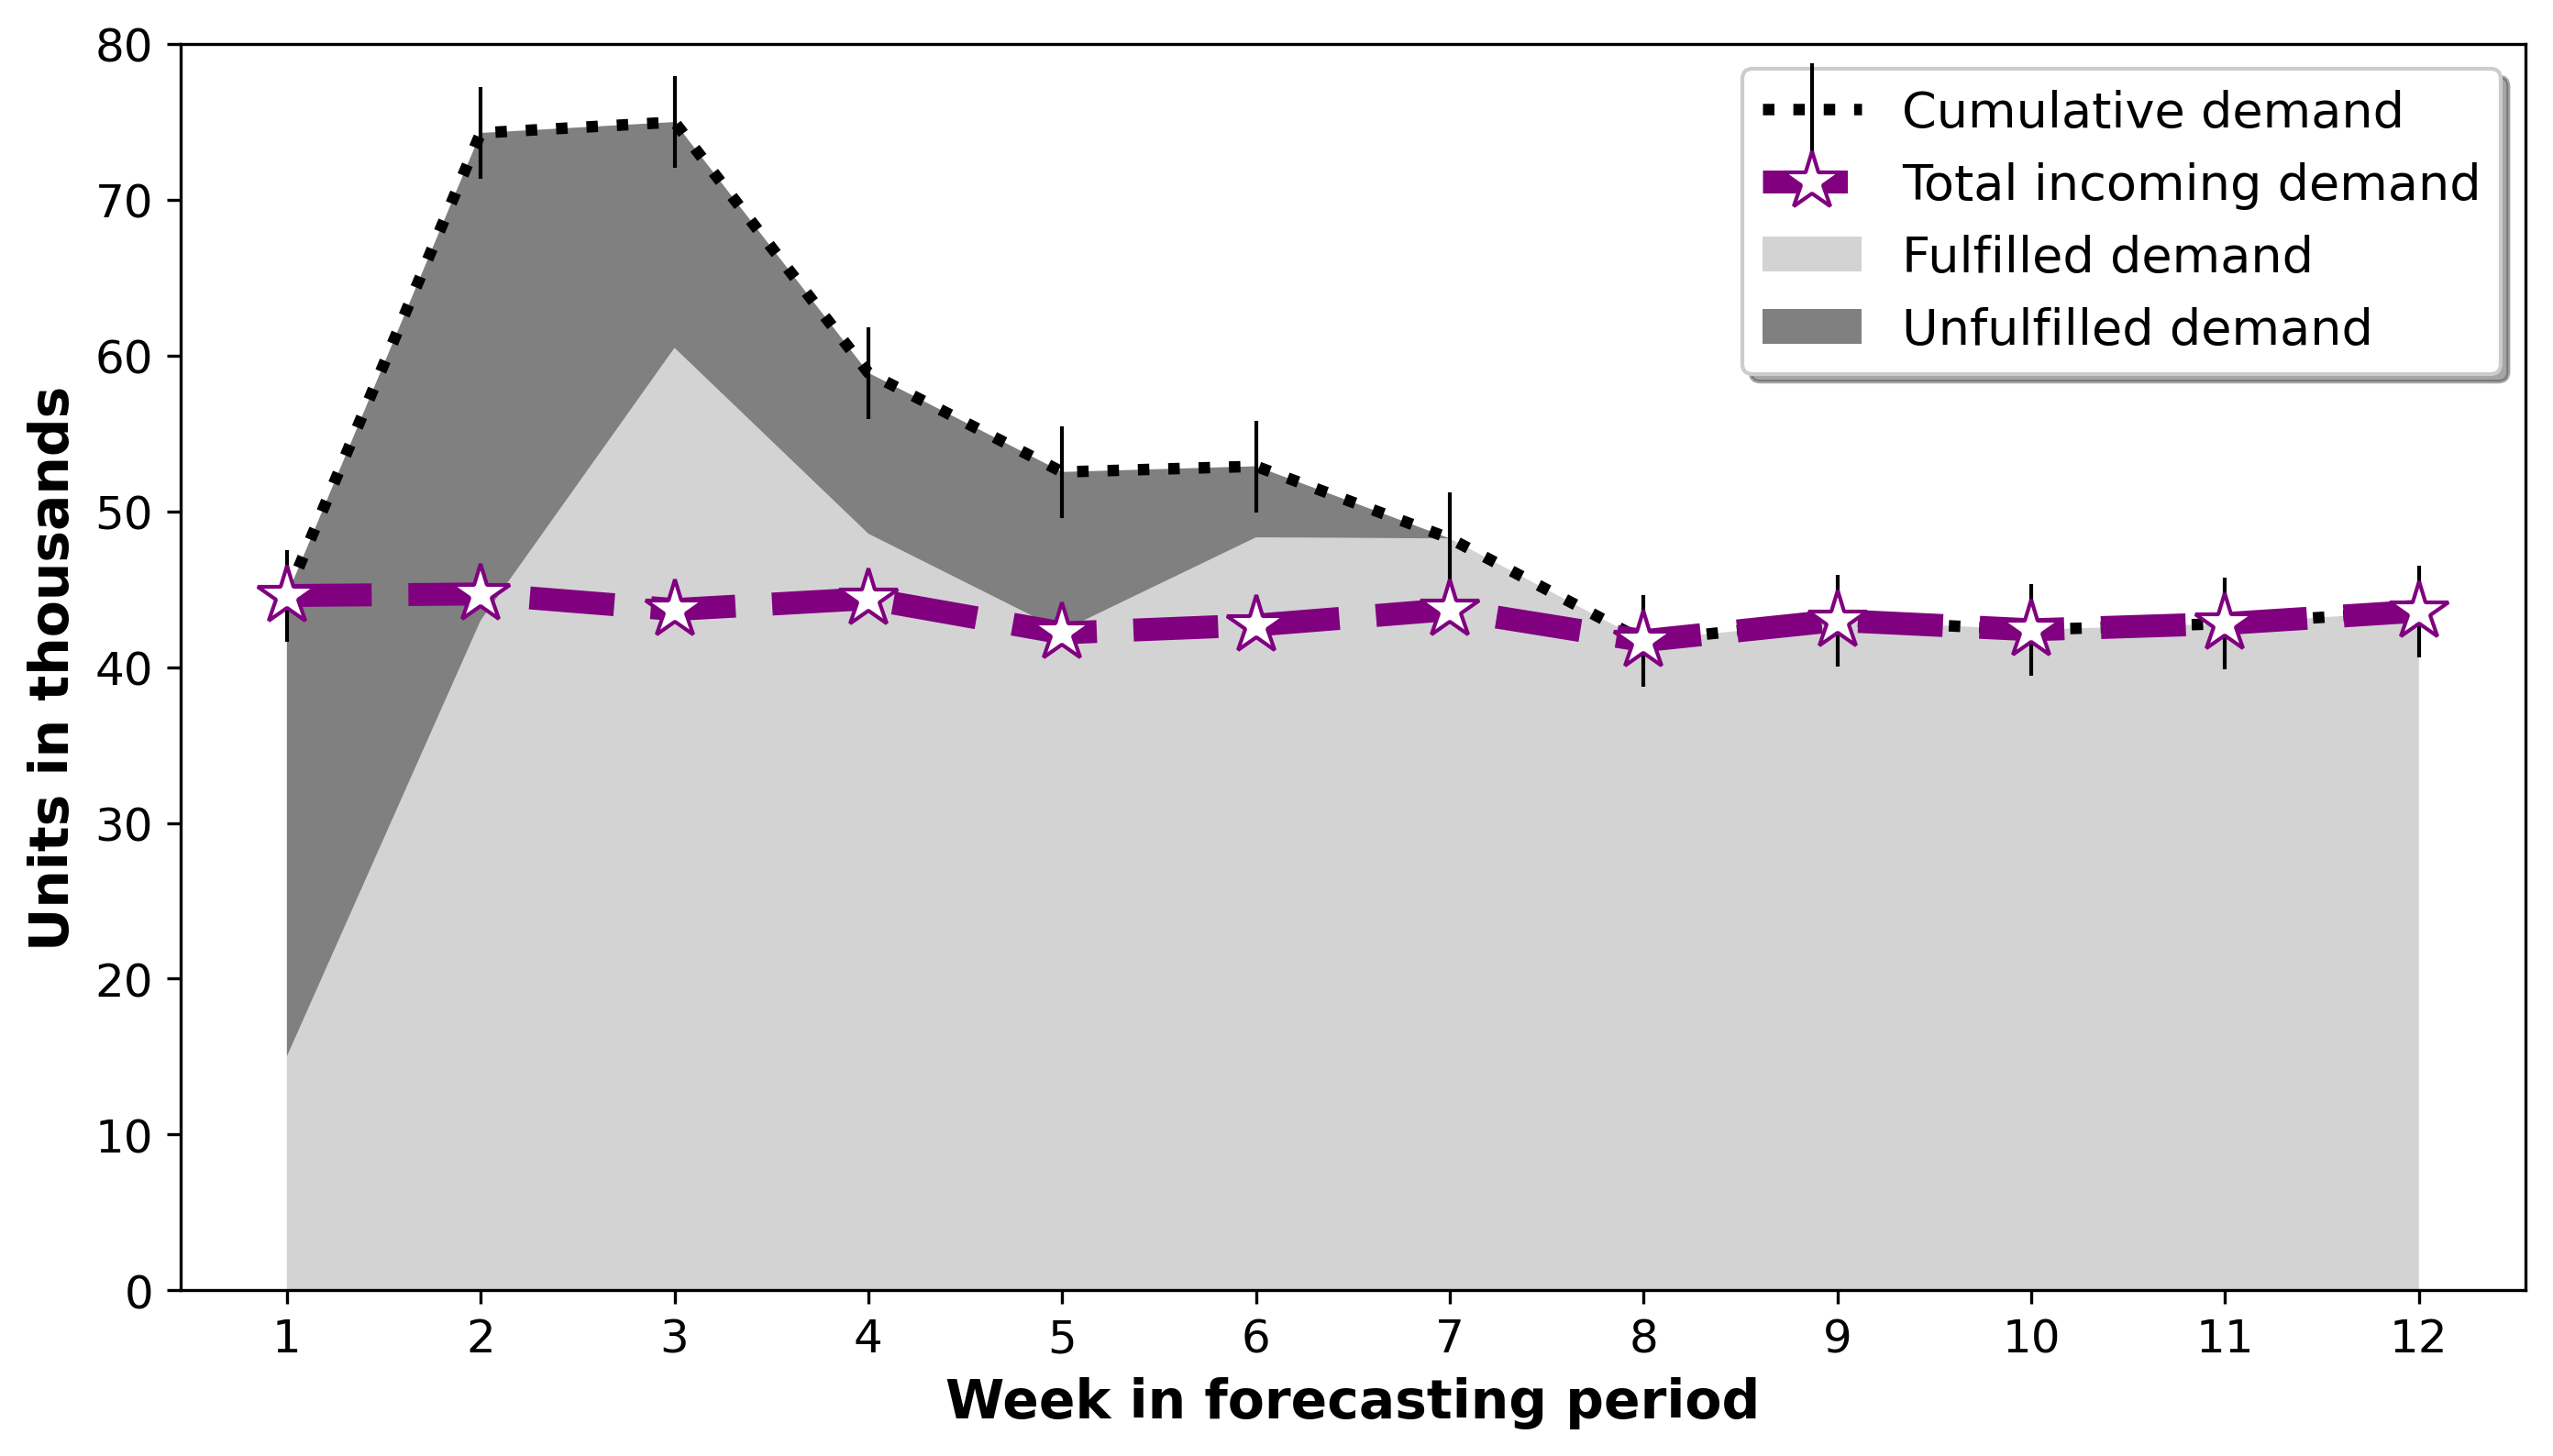 80
70
60
50
40
30
20
10
0
Units in thousands
Cumulative demand
Total incoming demand
Fulfilled demand
Unfulfilled demand
1 2 3 4 5 6 7 8 9 10 11 12
Week in forecasting period